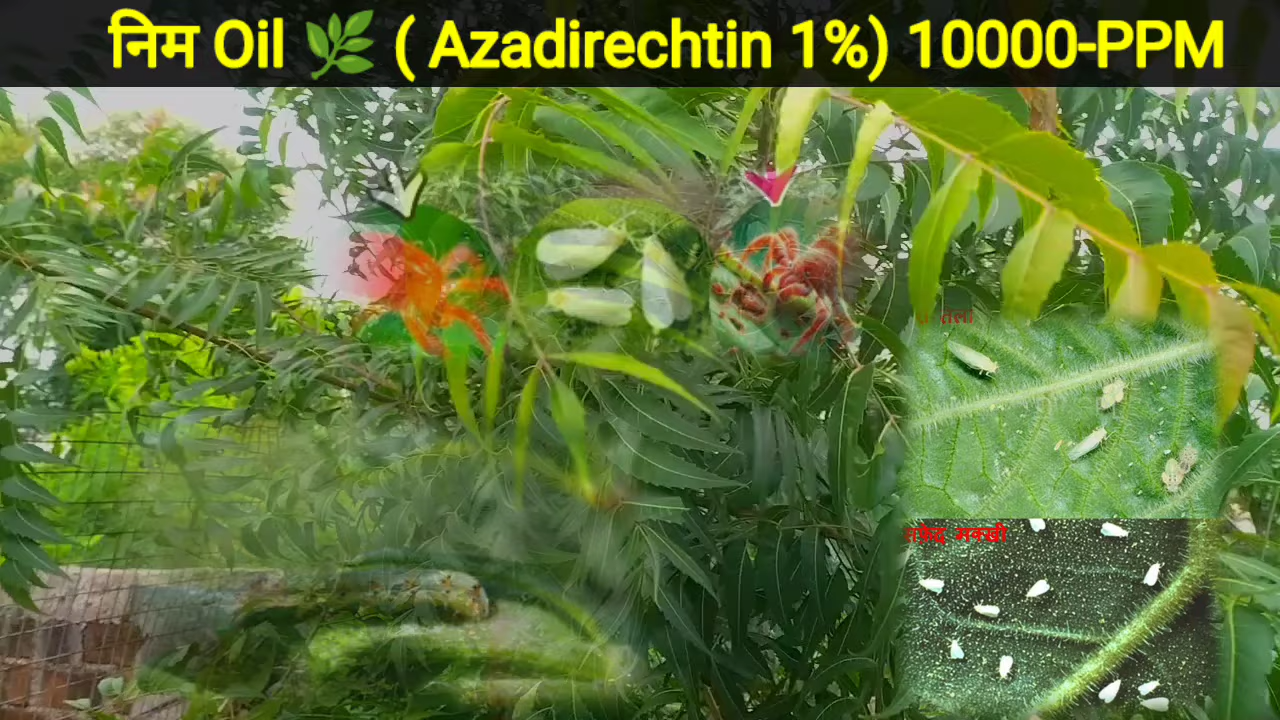 निम Oil 🌿 ( Azadirechtin 1%) 10000-PPM
मक्खी